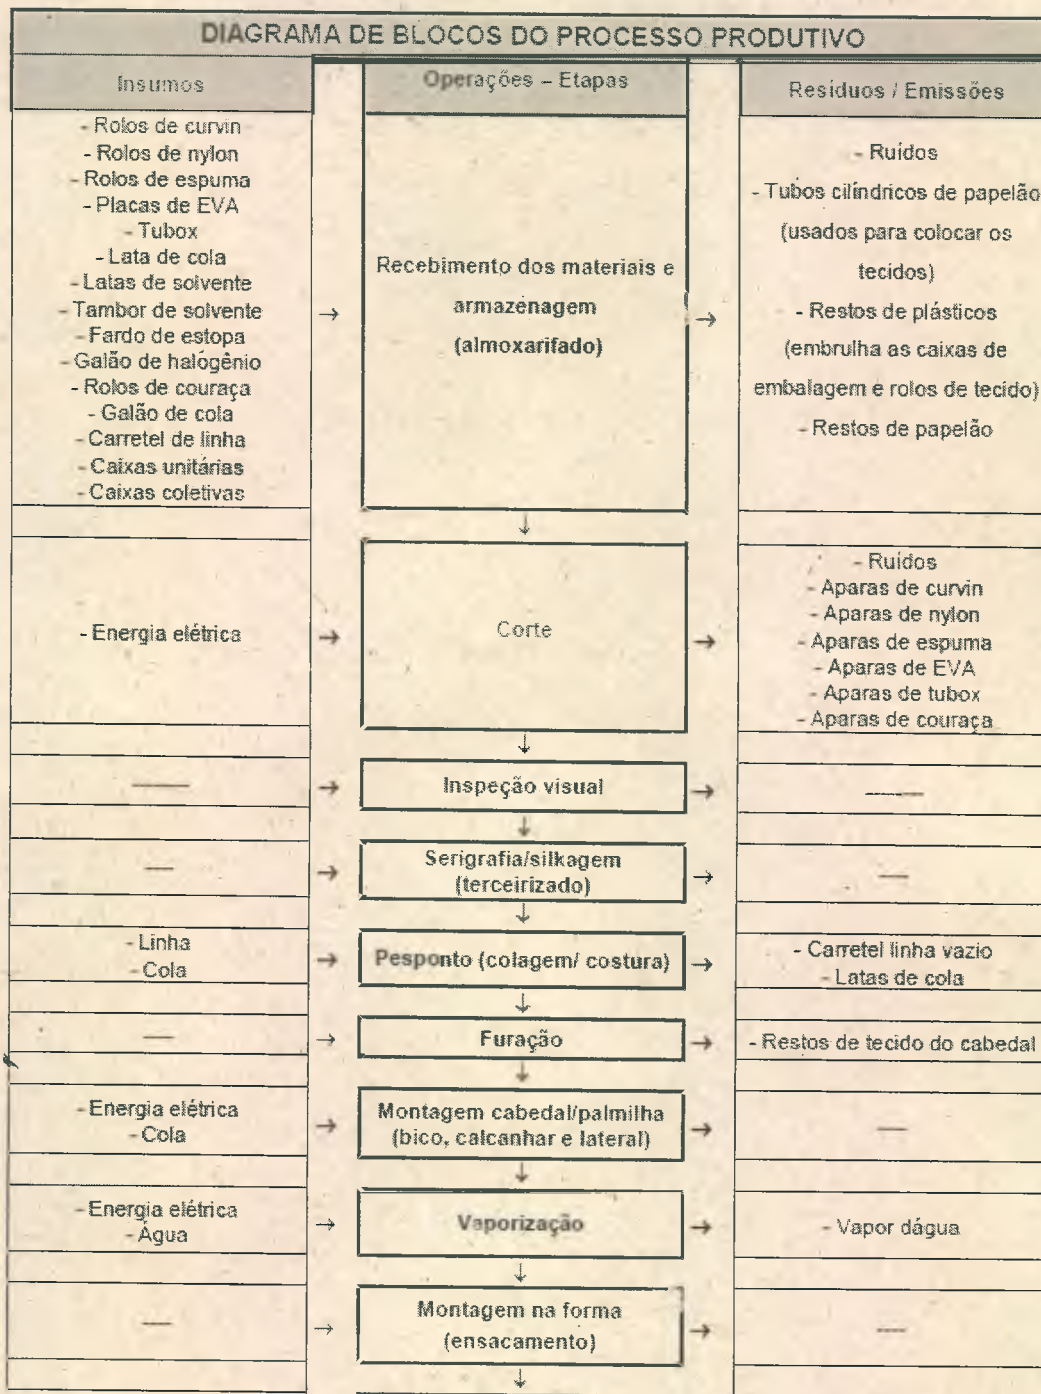 DIAGRAMA DE BLOCOS DO PROCESSO PRODUTIVO
Insumos
Operações – Etapas
Resíduos / Emissões
- Rolos de curvin
- Rolos de nylon
- Rolos de espuma
- Placas de EVA
- Tubox
- Lata de cola
- Latas de solvente
- Tambor de solvente
- Fardo de estopa
- Galão de halógênio
- Rolos de couraça
- Galão de cola
- Carretel de linha
- Caixas unitárias
- Caixas coletivas
→
Recebimento dos materiais e
armazenagem
(almoxarifado)
→
- Ruídos
- Tubos cilíndricos de papelão
(usados para colocar os
tecidos)
- Restos de plásticos
(embrulha as caixas de
embalagem e rolos de tecido)
- Restos de papelão
↓
- Energia elétrica
→
Corte
→
- Ruídos
- Aparas de curvin
- Aparas de nylon
- Aparas de espuma
- Aparas de EVA
- Aparas de tubox
- Aparas de couraça
↓
——
→
Inspeção visual
→
——
↓
—
→
Serigrafia/silkagem
(terceirizado)
→
—
↓
- Linha
- Cola
→
Pesponto (colagem/ costura)
→
- Carretel linha vazio
- Latas de cola
↓
—
→
Furação
→
- Restos de tecido do cabedal
↓
- Energia elétrica
- Cola
→
Montagem cabedal/palmilha
(bico, calcanhar e lateral)
→
—
↓
- Energia elétrica
- Água
→
Vaporização
→
- Vapor dágua
↓
—
→
Montagem na forma
(ensacamento)
→
—
↓